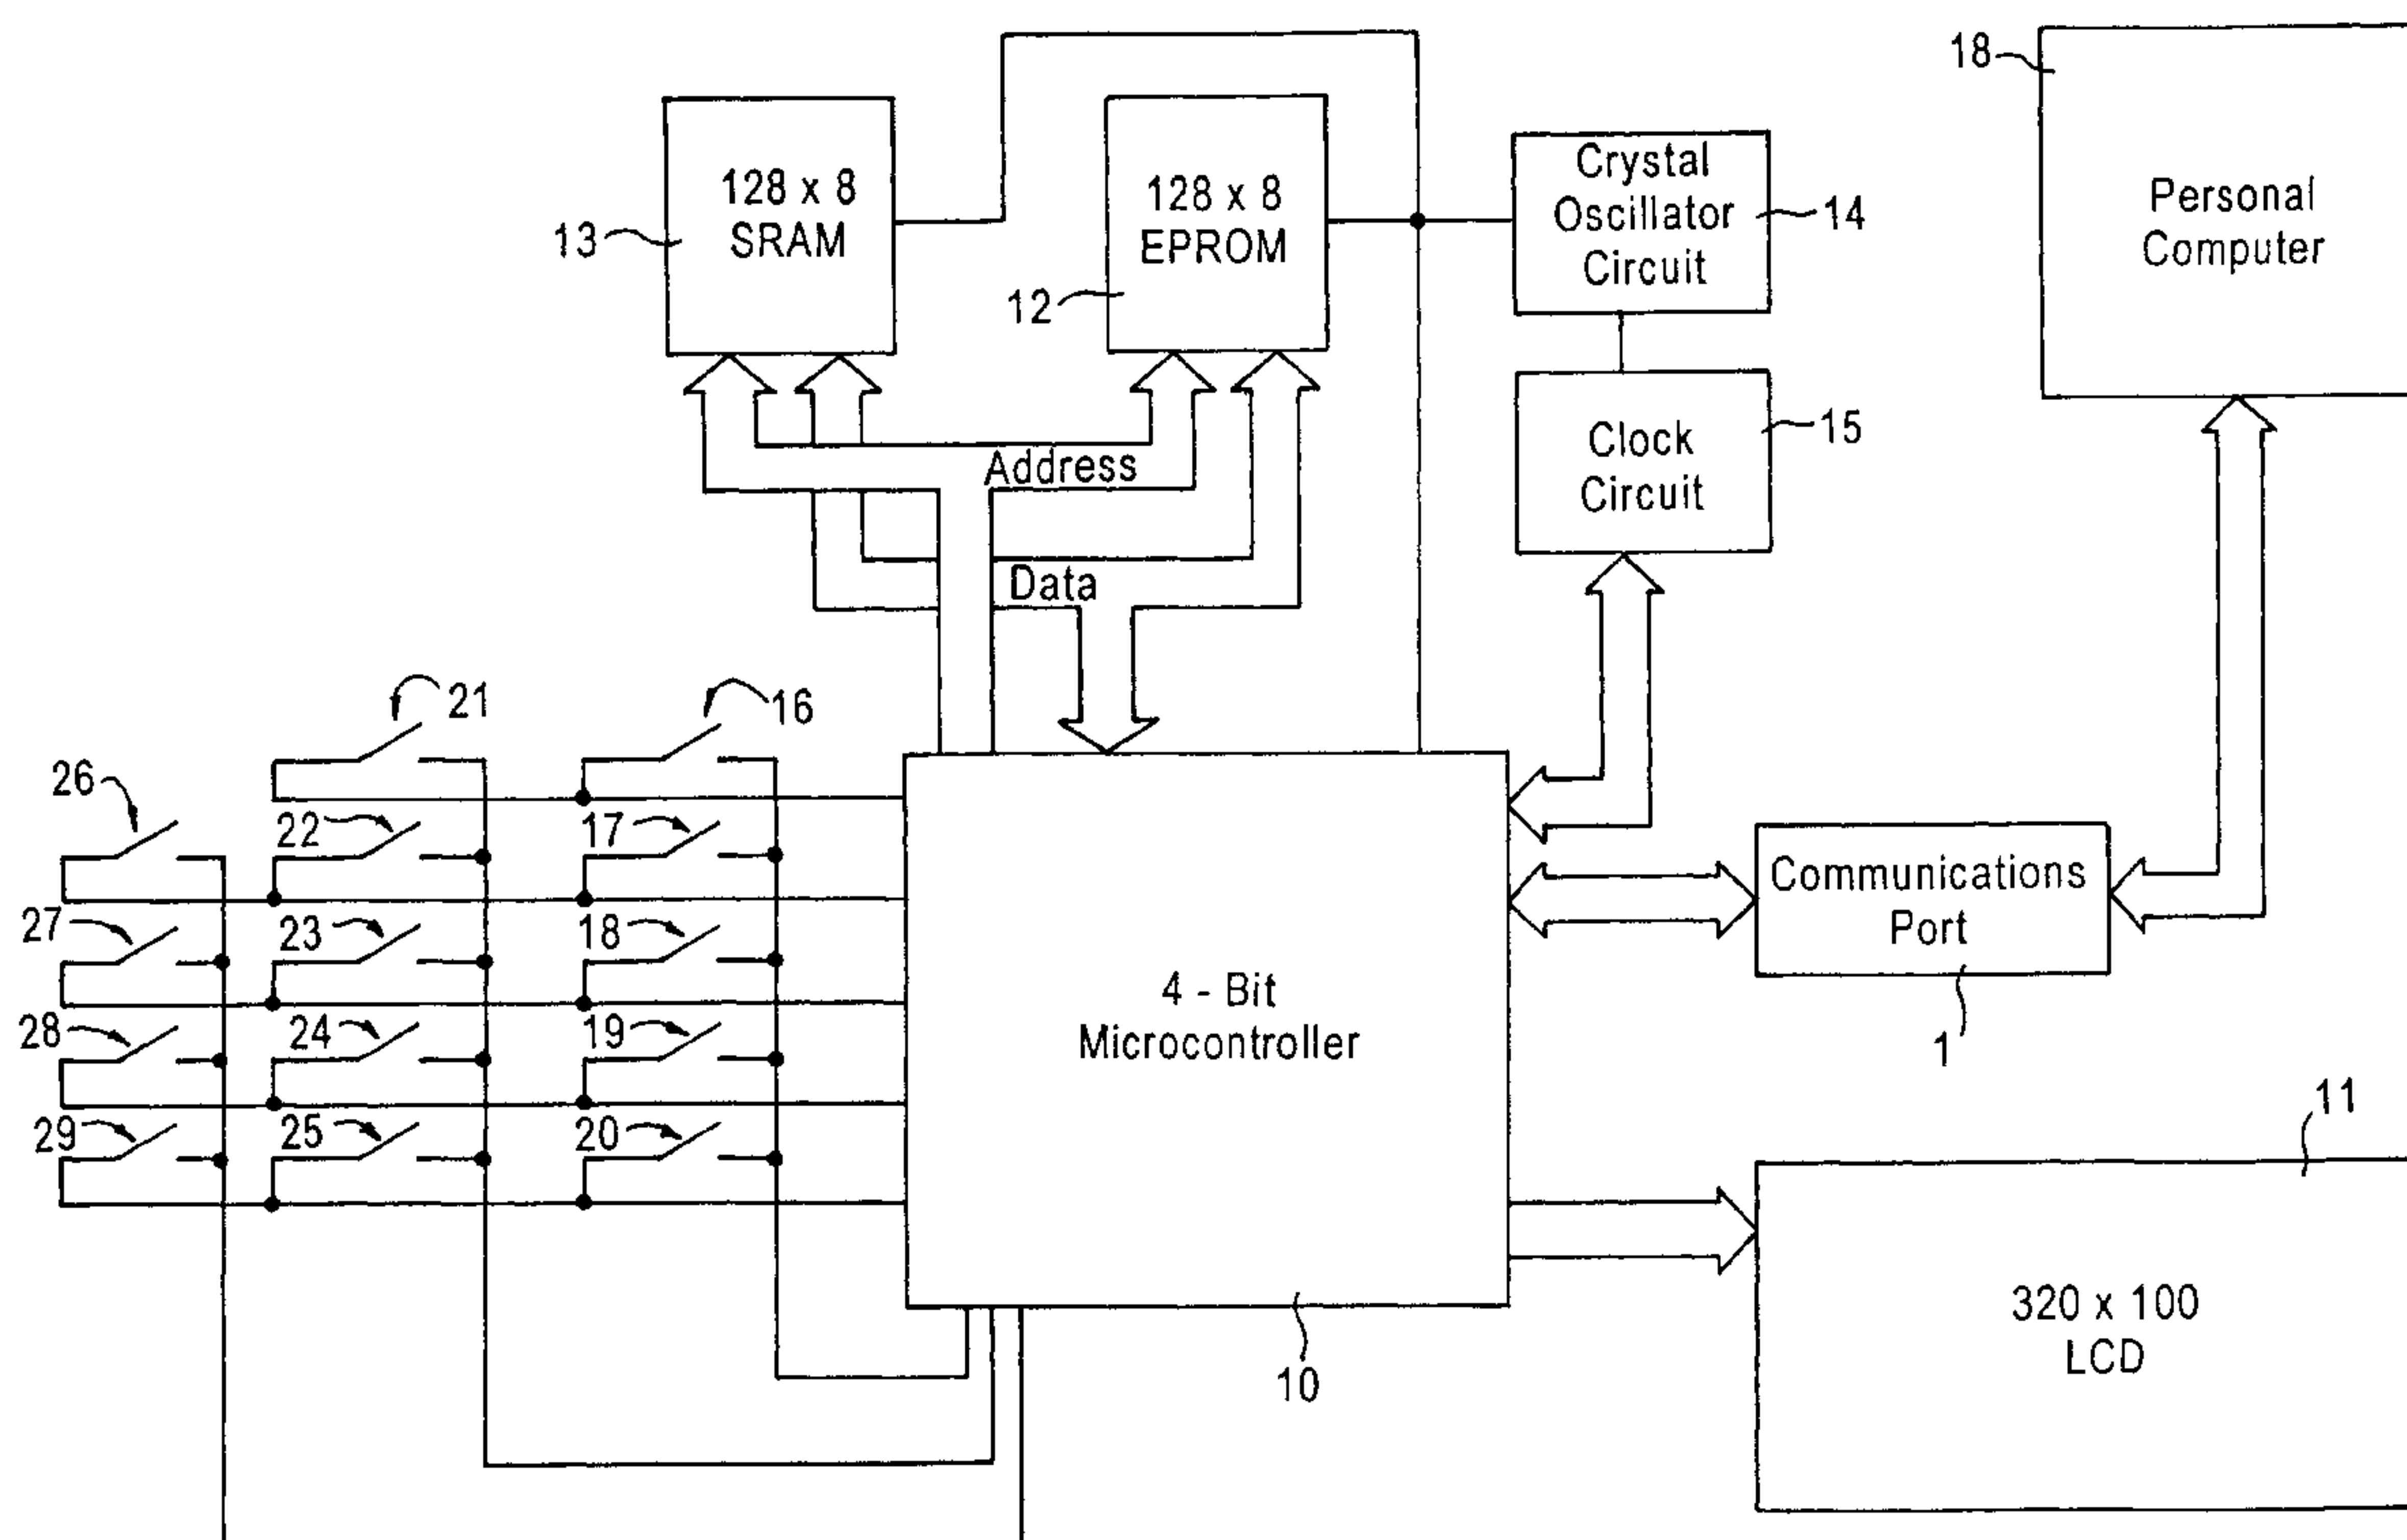 18
Personal
Computer
13
128 x 8
SRAM
12
128 x 8
EPROM
Crystal
Oscillator
Circuit
14
Clock
Circuit
15
Address
Data
21
16
26
22
17
27
23
18
28
24
19
29
25
20
4 - Bit
Microcontroller
10
Communications
Port
1
11
320 x 100
LCD